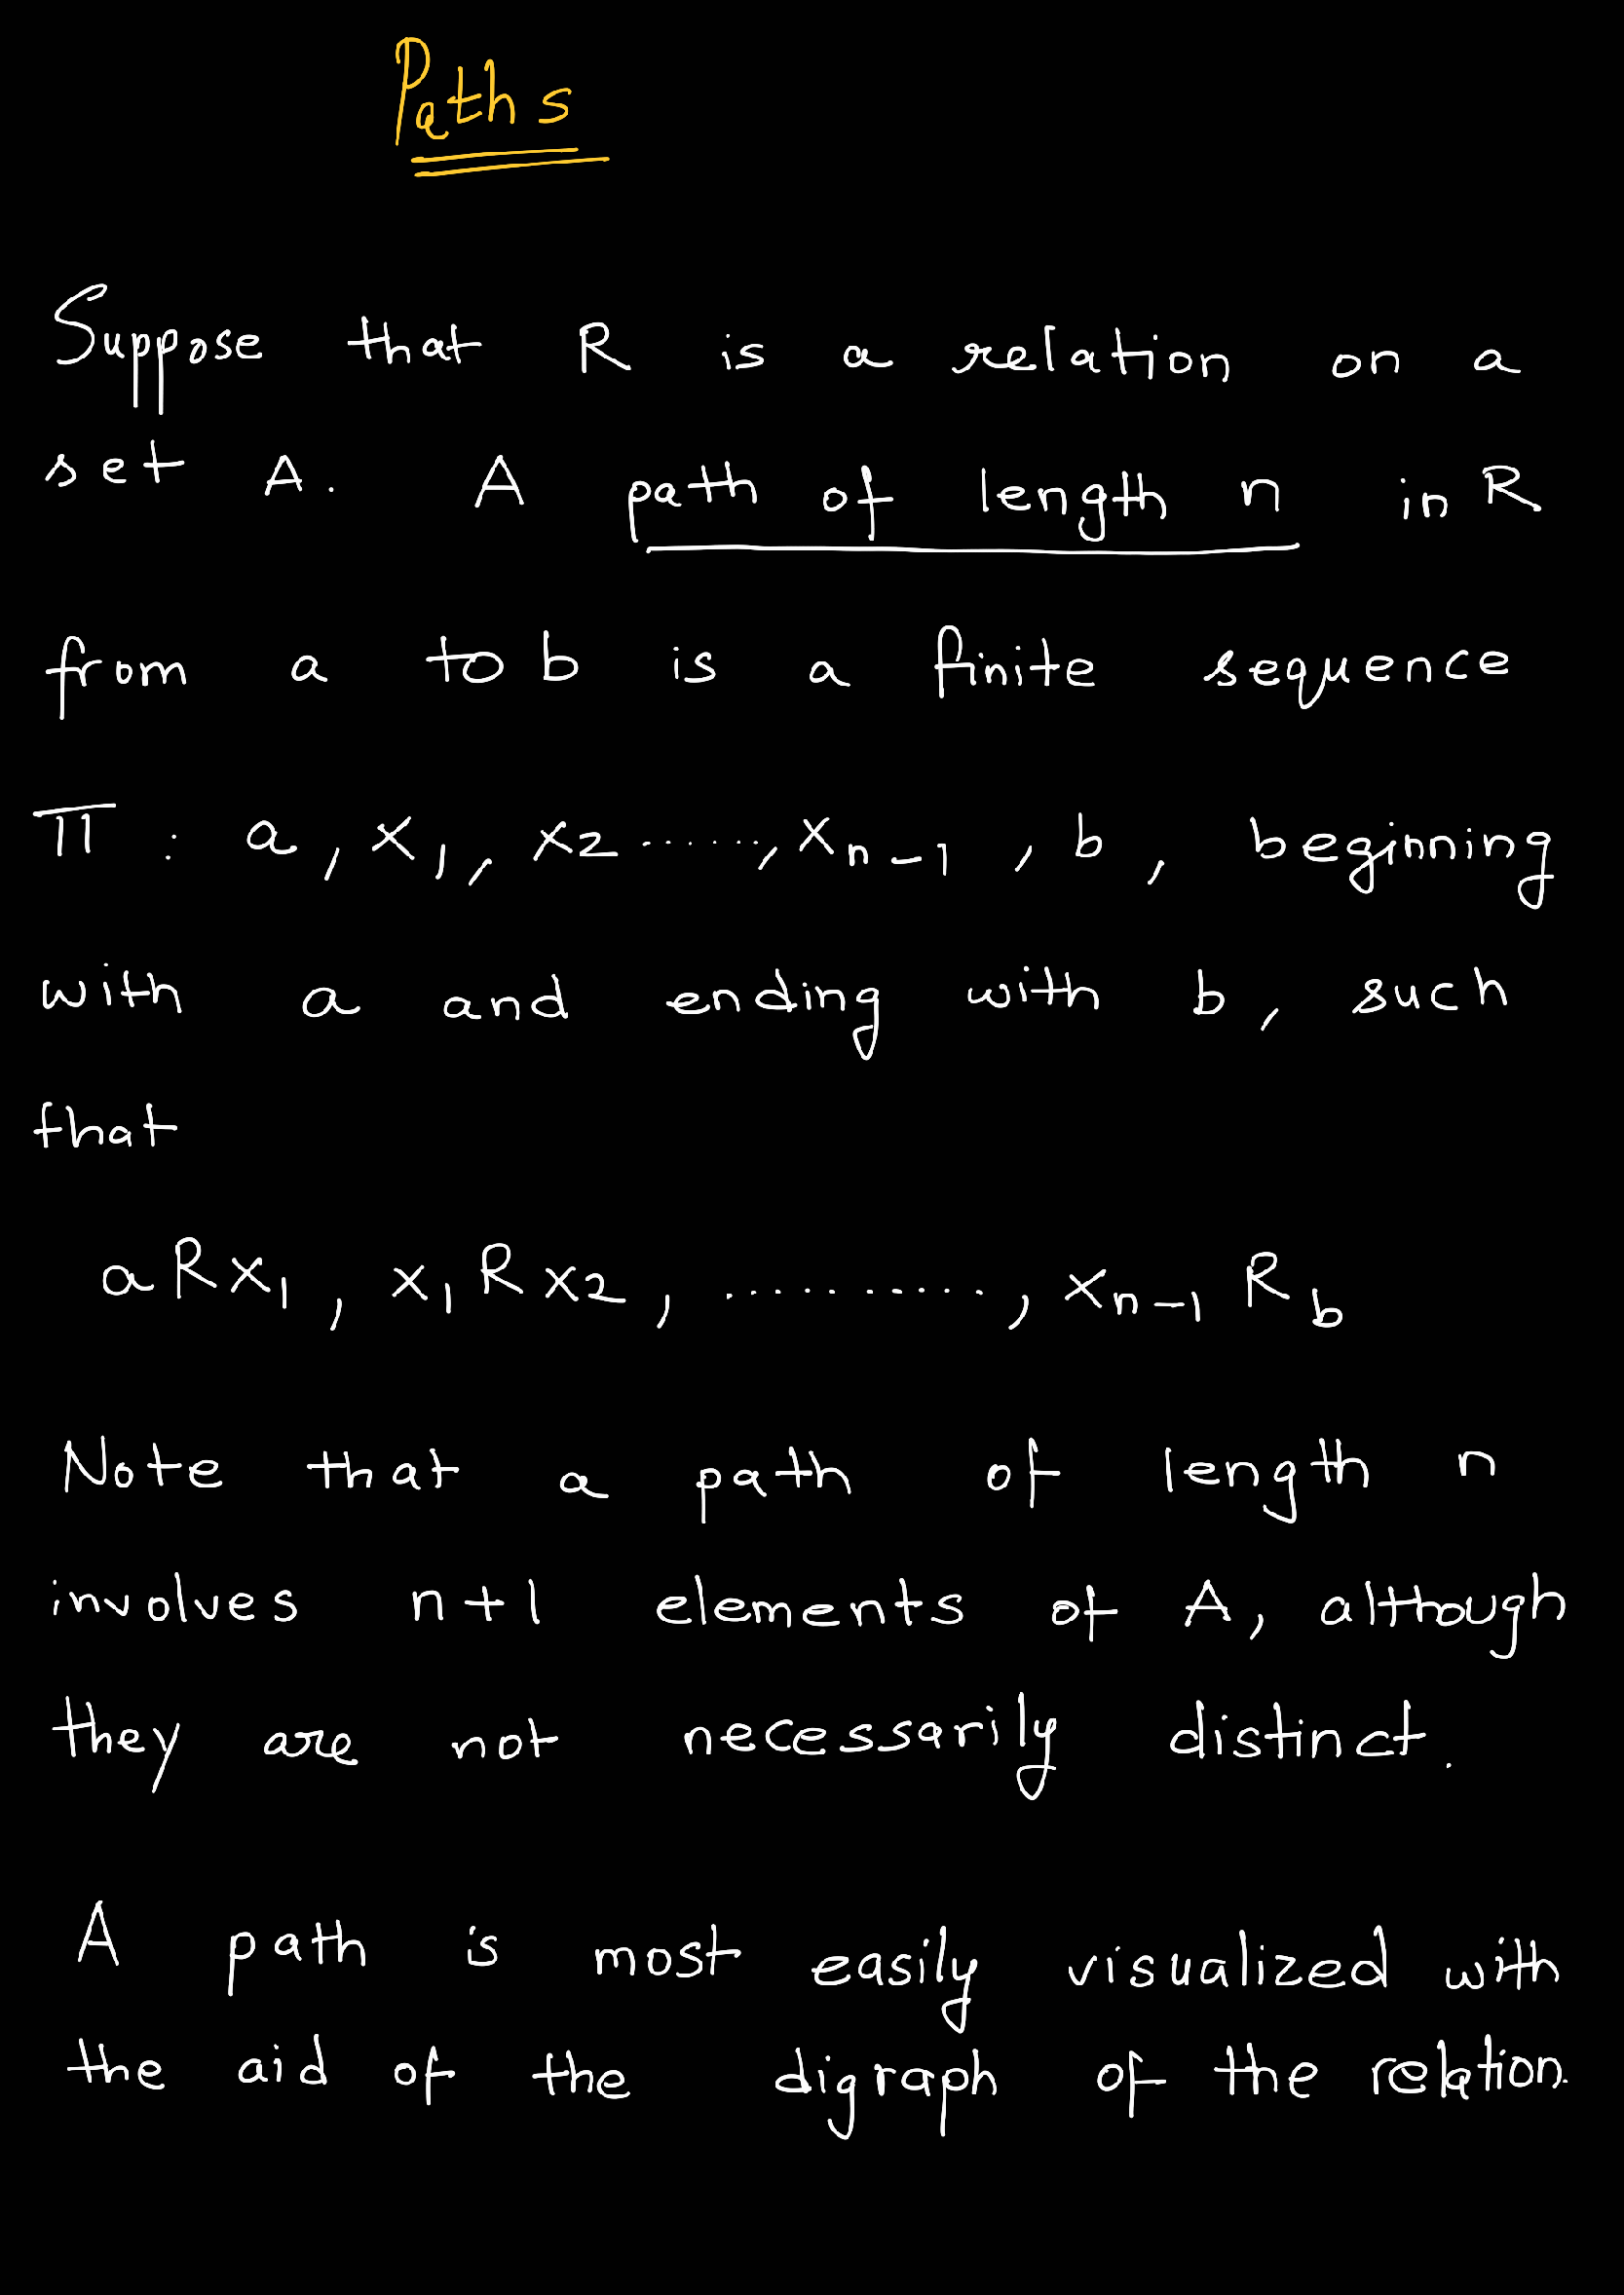 Paths
Suppose that R is a relation on a
set A. A path of length n in R
from a to b is a finite sequence
π : a, x₁, x₂ ......, xₙ₋₁, b, beginning
with a and ending with b, such
that
a R x₁, x₁ R x₂, ..........., xₙ₋₁ R b
Note that a path of length n
involves n+1 elements of A, although
they are not necessarily distinct.
A path is most easily visualized with
the aid of the digraph of the relation.